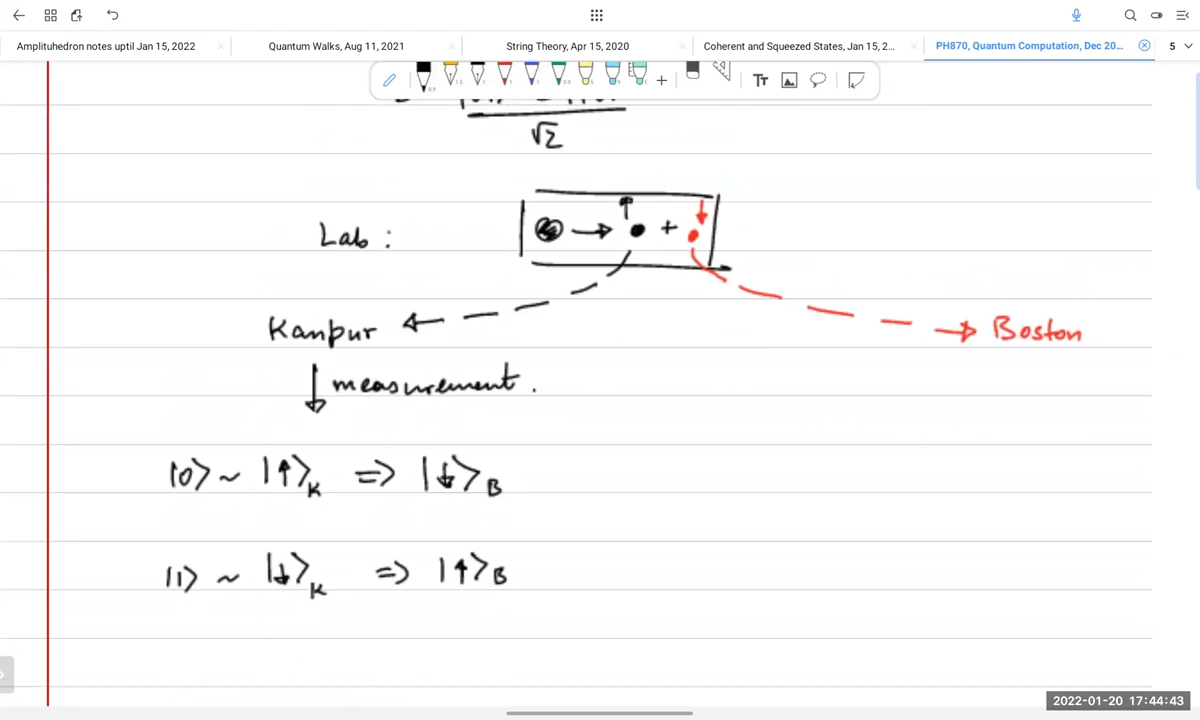 Amplituhedron notes uptil Jan 15, 2022
Quantum Walks, Aug 11, 2021
String Theory, Apr 15, 2020
Coherent and Squeezed States, Jan 15, 2...
PH870, Quantum Computation, Dec 20...
5
Tт
√2
Lab :
↑ ↓
→ • + •
Kanpur ← → Boston
↓ measurement.
|0⟩ ~ |↑⟩K ⇒ |↓⟩B
|1⟩ ~ |↓⟩K ⇒ |↑⟩B
2022-01-20 17:44:43